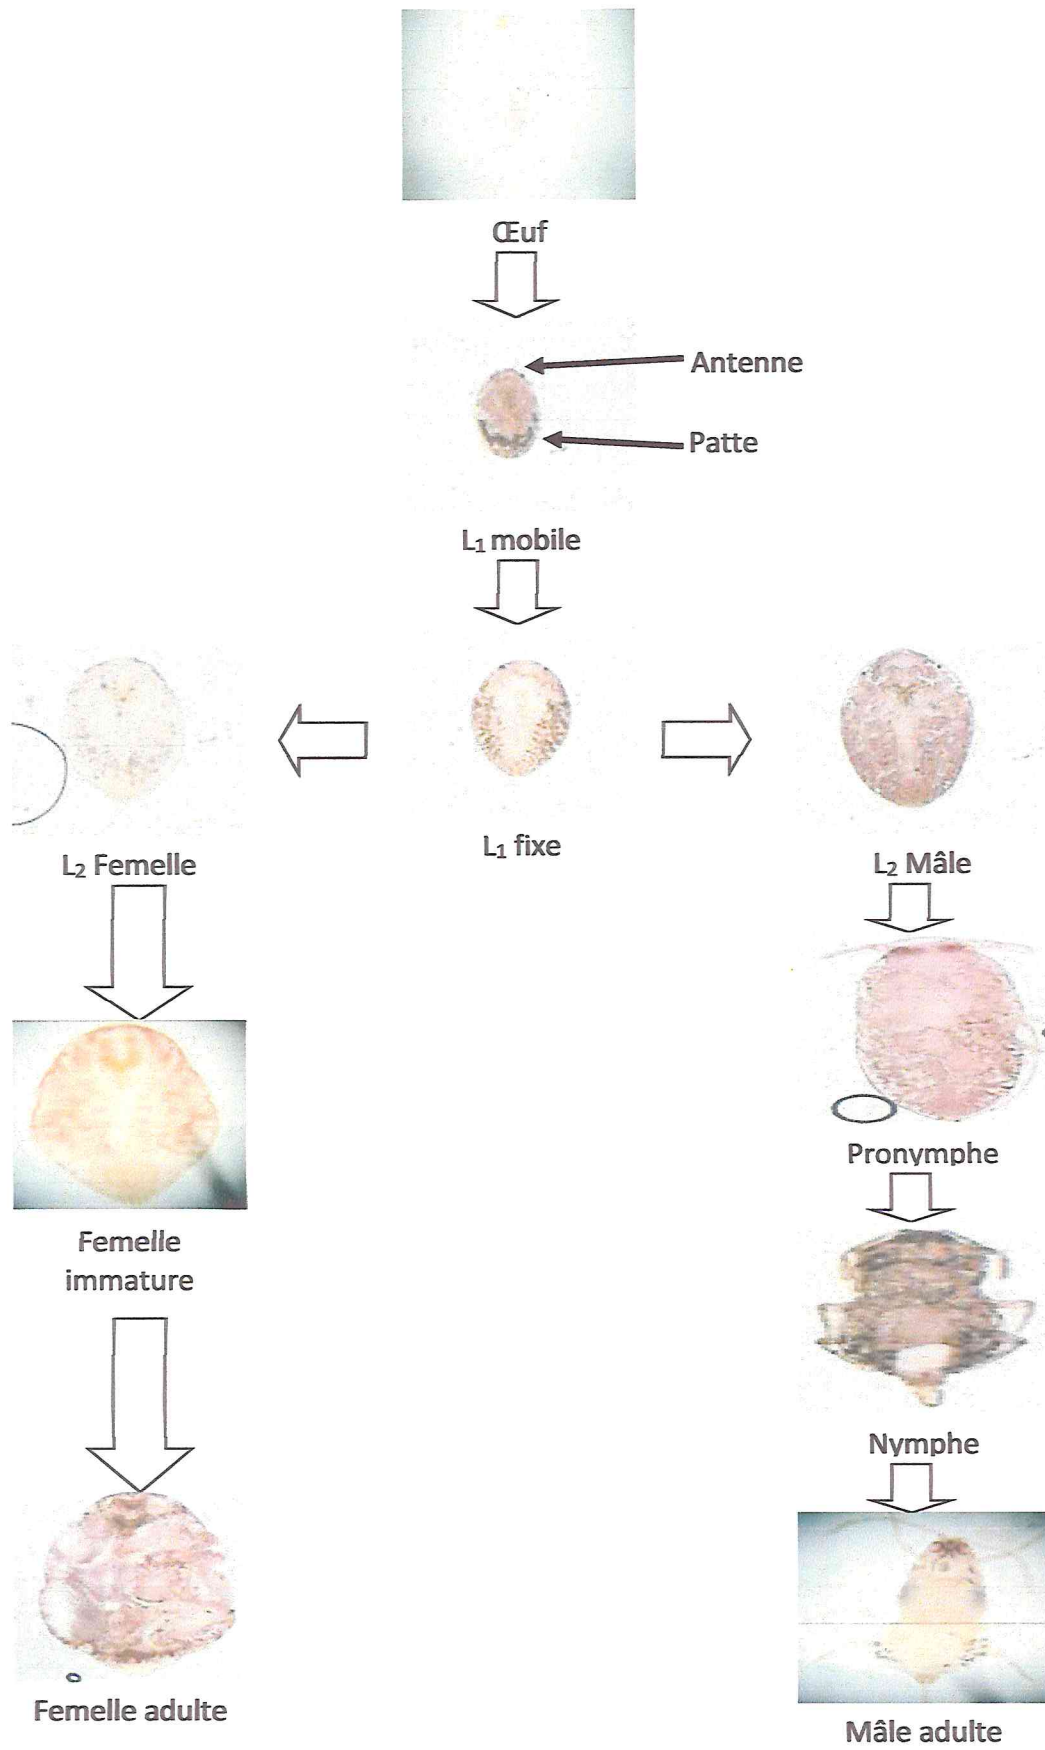 Œuf
Antenne
Patte
L₁ mobile
L₂ Femelle
L₁ fixe
L₂ Mâle
Pronymphe
Femelle
immature
Nymphe
Femelle adulte
Mâle adulte